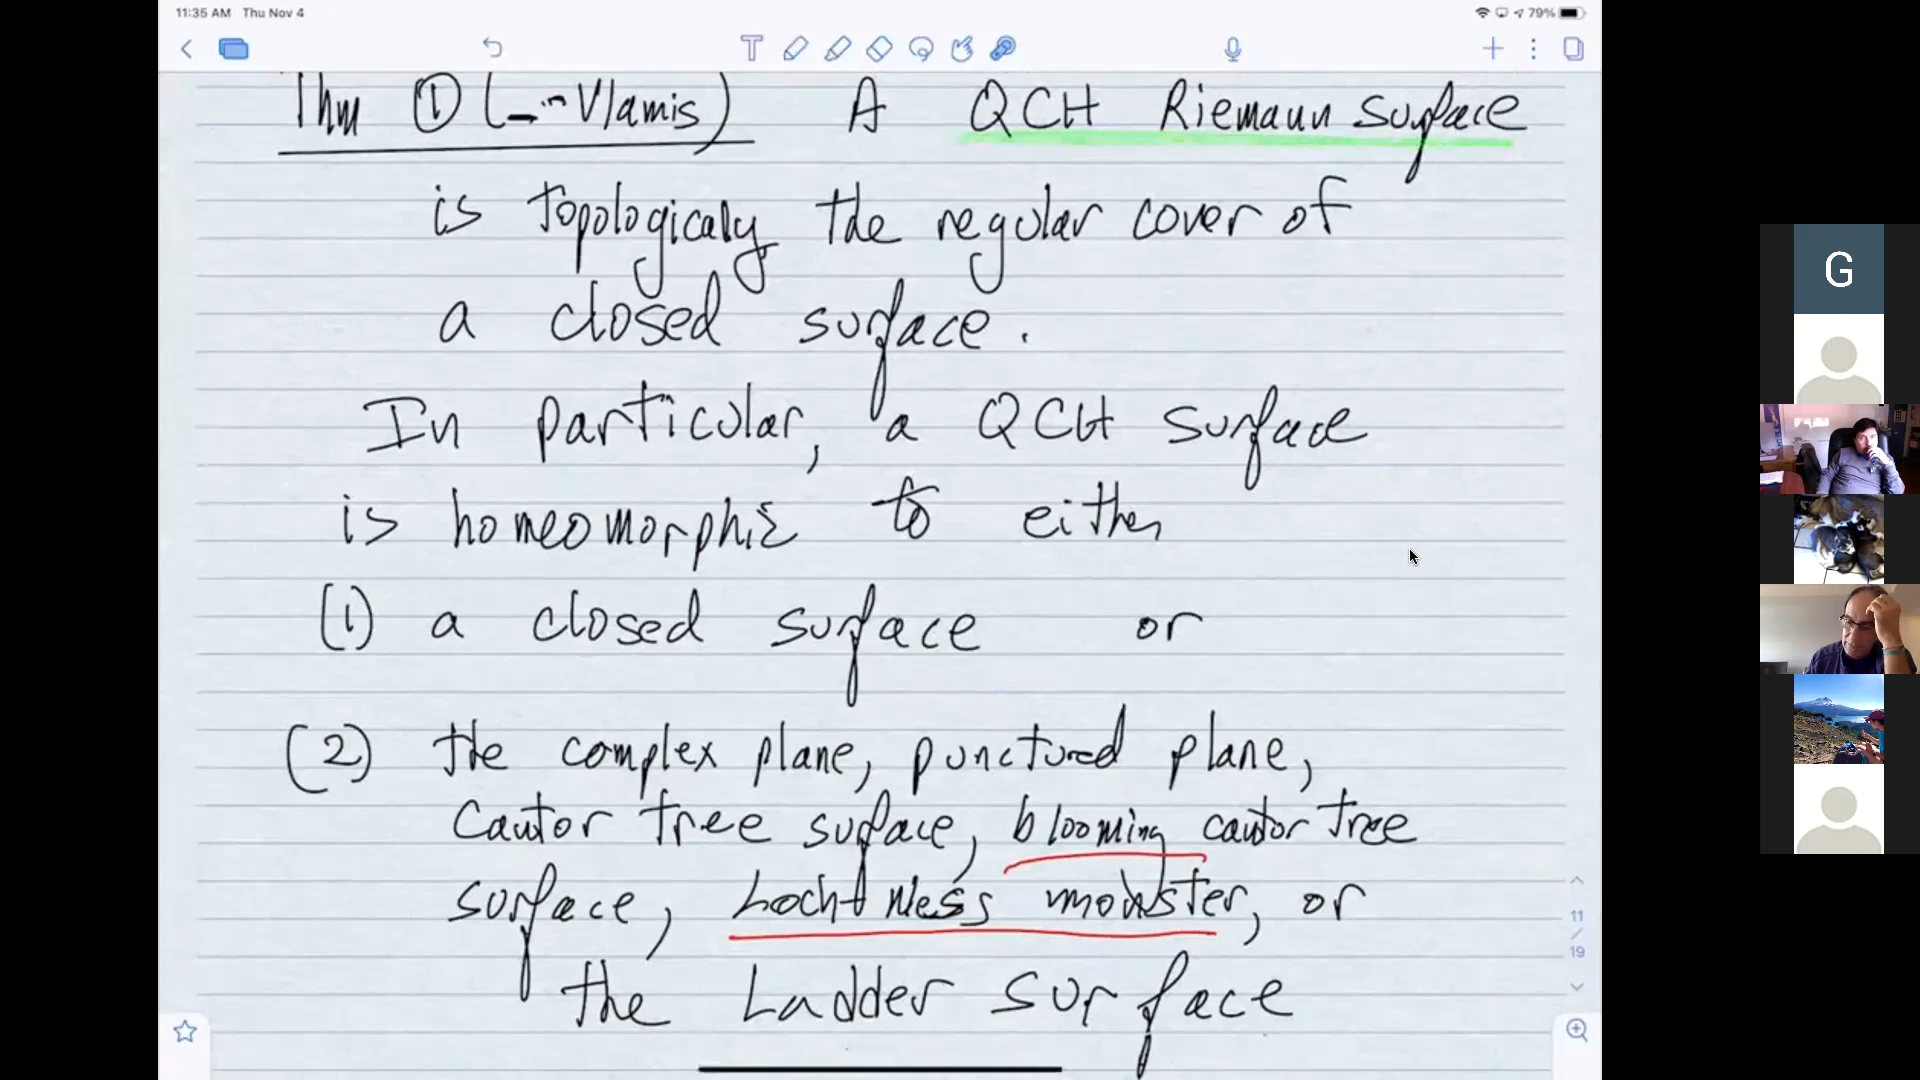 11:35 AM Thu Nov 4
79%
Thm ① (—-Vlamis) A QCH Riemann surface
is topologically the regular cover of
a closed surface.
In particular, a QCH surface
is homeomorphic to either
(1) a closed surface or
(2) the complex plane, punctured plane,
Cantor tree surface, blooming cantor tree
surface, Loch Ness monster, or
the Ladder surface
11
/
19
G